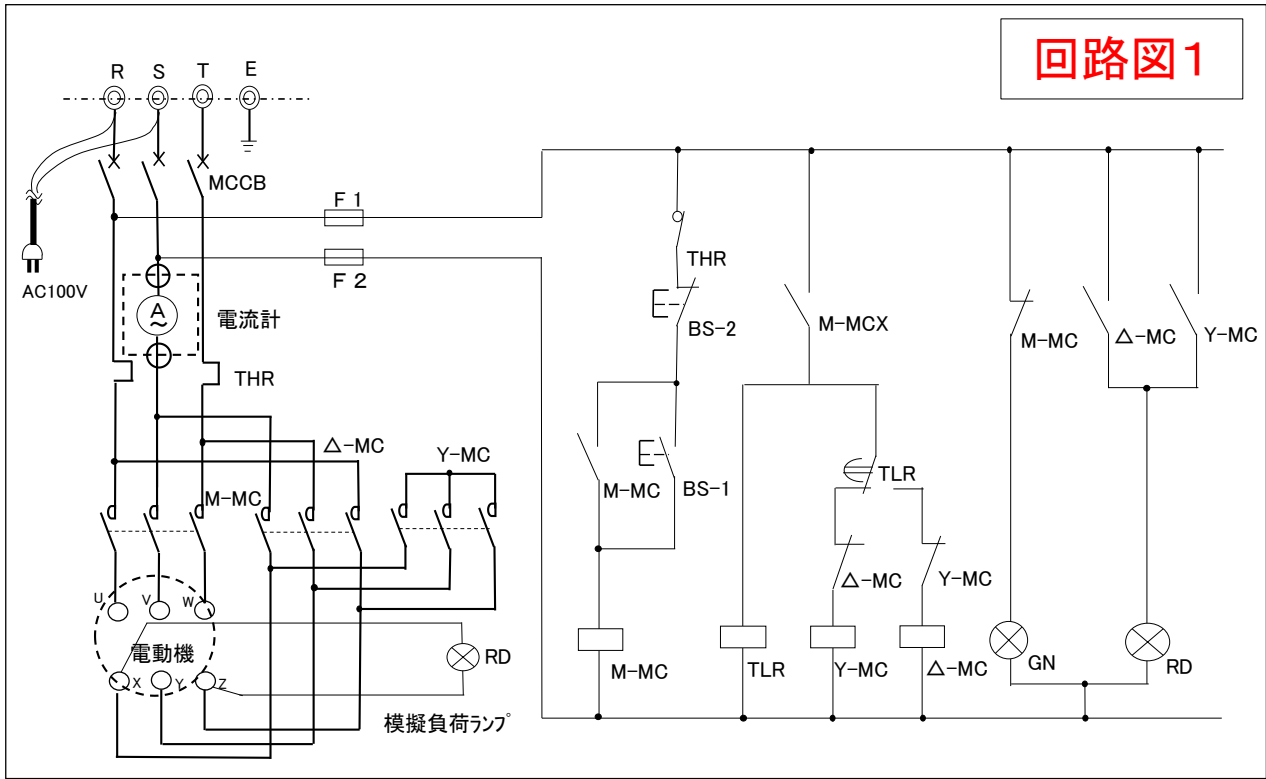 回路図1
R S T E
MCCB
F 1
F 2
AC100V
A
~
電流計
THR
△-MC
Y-MC
M-MC
U V W
電動機
X Y Z
RD
模擬負荷ランプ
THR
BS-2
M-MCX
M-MC
△-MC
Y-MC
M-MC
BS-1
TLR
△-MC
Y-MC
M-MC
TLR
Y-MC
△-MC
GN
RD